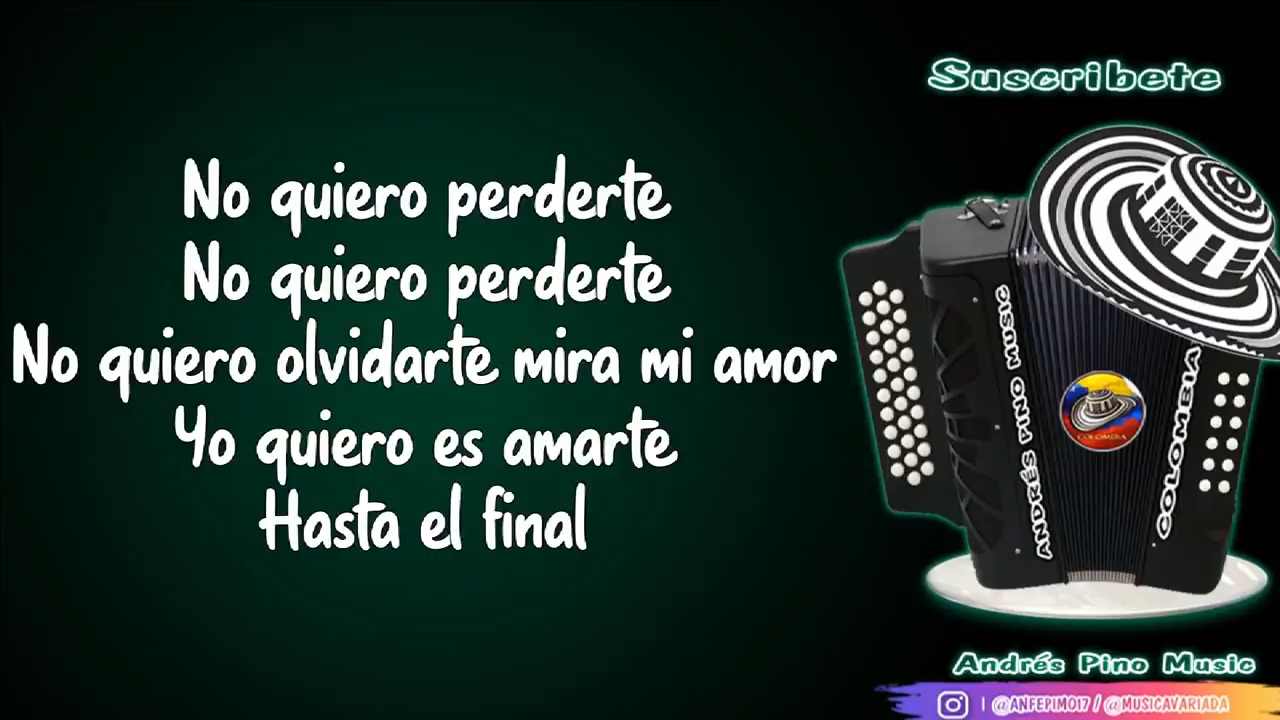 Suscribete
No quiero perderte
No quiero perderte
No quiero olvidarte mira mi amor
Yo quiero es amarte
Hasta el final
ANDRÉS PINO MUSIC
COLOMBIA
COLOMBIA
Andrés Pino Music
| @ANFEPIMO17 / @MUSICAVARIADA